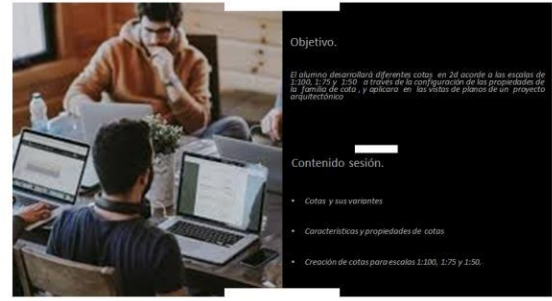 Objetivo.
El alumno desarrollará diferentes cotas en 2d acorde a las escalas de
1:100, 1:75 y 1:50 a través de la configuración de las propiedades de
la familia de cota , y aplicara en las vistas de planos de un proyecto
arquitectónico
Contenido sesión.
• Cotas y sus variantes
• Características y propiedades de cotas
• Creación de cotas para escalas 1:100, 1:75 y 1:50.